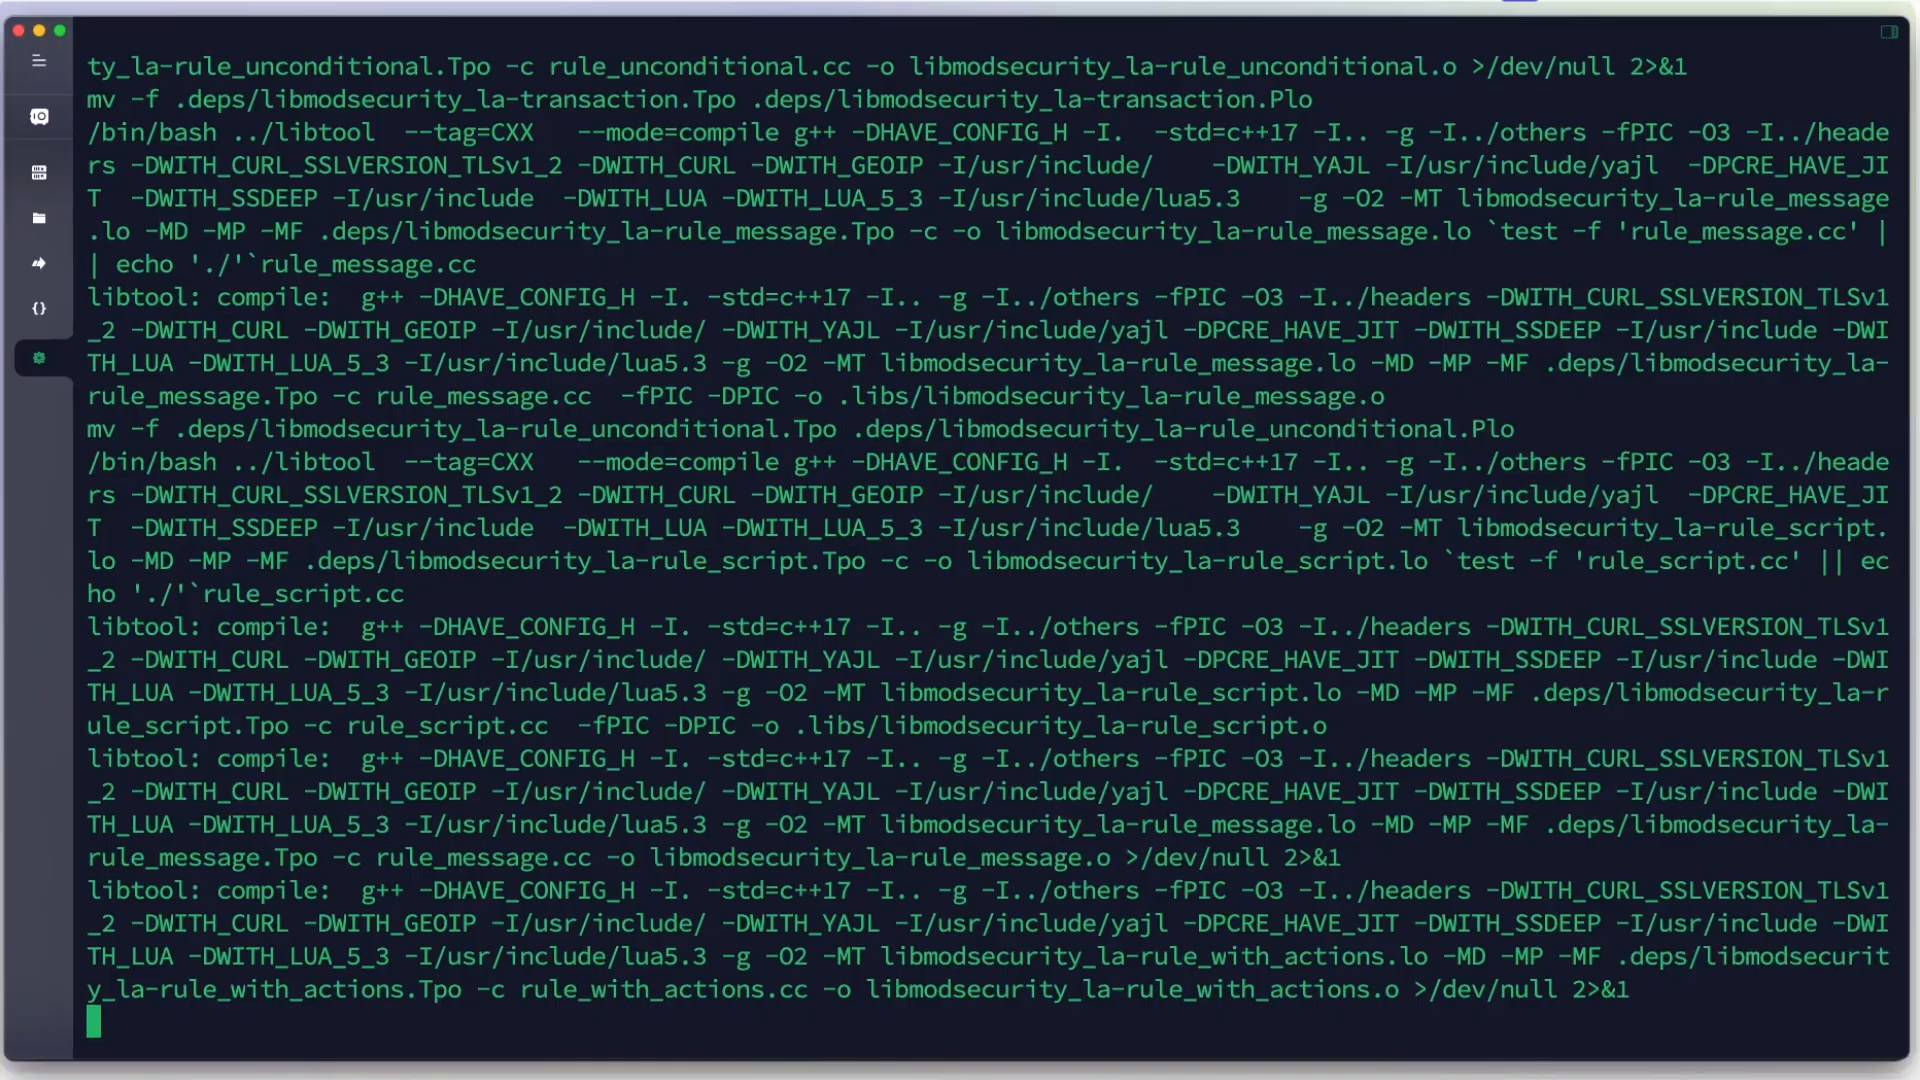 ty_la-rule_unconditional.Tpo -c rule_unconditional.cc -o libmodsecurity_la-rule_unconditional.o >/dev/null 2>&1
mv -f .deps/libmodsecurity_la-transaction.Tpo .deps/libmodsecurity_la-transaction.Plo
/bin/bash ../libtool  --tag=CXX   --mode=compile g++ -DHAVE_CONFIG_H -I.  -std=c++17 -I.. -g -I../others -fPIC -O3 -I../heade
rs -DWITH_CURL_SSLVERSION_TLSv1_2 -DWITH_CURL -DWITH_GEOIP -I/usr/include/    -DWITH_YAJL -I/usr/include/yajl  -DPCRE_HAVE_JI
T  -DWITH_SSDEEP -I/usr/include  -DWITH_LUA -DWITH_LUA_5_3 -I/usr/include/lua5.3    -g -O2 -MT libmodsecurity_la-rule_message
.lo -MD -MP -MF .deps/libmodsecurity_la-rule_message.Tpo -c -o libmodsecurity_la-rule_message.lo `test -f 'rule_message.cc' |
| echo './'`rule_message.cc
libtool: compile:  g++ -DHAVE_CONFIG_H -I. -std=c++17 -I.. -g -I../others -fPIC -O3 -I../headers -DWITH_CURL_SSLVERSION_TLSv1
_2 -DWITH_CURL -DWITH_GEOIP -I/usr/include/ -DWITH_YAJL -I/usr/include/yajl -DPCRE_HAVE_JIT -DWITH_SSDEEP -I/usr/include -DWI
TH_LUA -DWITH_LUA_5_3 -I/usr/include/lua5.3 -g -O2 -MT libmodsecurity_la-rule_message.lo -MD -MP -MF .deps/libmodsecurity_la-
rule_message.Tpo -c rule_message.cc  -fPIC -DPIC -o .libs/libmodsecurity_la-rule_message.o
mv -f .deps/libmodsecurity_la-rule_unconditional.Tpo .deps/libmodsecurity_la-rule_unconditional.Plo
/bin/bash ../libtool  --tag=CXX   --mode=compile g++ -DHAVE_CONFIG_H -I.  -std=c++17 -I.. -g -I../others -fPIC -O3 -I../heade
rs -DWITH_CURL_SSLVERSION_TLSv1_2 -DWITH_CURL -DWITH_GEOIP -I/usr/include/    -DWITH_YAJL -I/usr/include/yajl  -DPCRE_HAVE_JI
T  -DWITH_SSDEEP -I/usr/include  -DWITH_LUA -DWITH_LUA_5_3 -I/usr/include/lua5.3    -g -O2 -MT libmodsecurity_la-rule_script.
lo -MD -MP -MF .deps/libmodsecurity_la-rule_script.Tpo -c -o libmodsecurity_la-rule_script.lo `test -f 'rule_script.cc' || ec
ho './'`rule_script.cc
libtool: compile:  g++ -DHAVE_CONFIG_H -I. -std=c++17 -I.. -g -I../others -fPIC -O3 -I../headers -DWITH_CURL_SSLVERSION_TLSv1
_2 -DWITH_CURL -DWITH_GEOIP -I/usr/include/ -DWITH_YAJL -I/usr/include/yajl -DPCRE_HAVE_JIT -DWITH_SSDEEP -I/usr/include -DWI
TH_LUA -DWITH_LUA_5_3 -I/usr/include/lua5.3 -g -O2 -MT libmodsecurity_la-rule_script.lo -MD -MP -MF .deps/libmodsecurity_la-r
ule_script.Tpo -c rule_script.cc  -fPIC -DPIC -o .libs/libmodsecurity_la-rule_script.o
libtool: compile:  g++ -DHAVE_CONFIG_H -I. -std=c++17 -I.. -g -I../others -fPIC -O3 -I../headers -DWITH_CURL_SSLVERSION_TLSv1
_2 -DWITH_CURL -DWITH_GEOIP -I/usr/include/ -DWITH_YAJL -I/usr/include/yajl -DPCRE_HAVE_JIT -DWITH_SSDEEP -I/usr/include -DWI
TH_LUA -DWITH_LUA_5_3 -I/usr/include/lua5.3 -g -O2 -MT libmodsecurity_la-rule_message.lo -MD -MP -MF .deps/libmodsecurity_la-
rule_message.Tpo -c rule_message.cc -o libmodsecurity_la-rule_message.o >/dev/null 2>&1
libtool: compile:  g++ -DHAVE_CONFIG_H -I. -std=c++17 -I.. -g -I../others -fPIC -O3 -I../headers -DWITH_CURL_SSLVERSION_TLSv1
_2 -DWITH_CURL -DWITH_GEOIP -I/usr/include/ -DWITH_YAJL -I/usr/include/yajl -DPCRE_HAVE_JIT -DWITH_SSDEEP -I/usr/include -DWI
TH_LUA -DWITH_LUA_5_3 -I/usr/include/lua5.3 -g -O2 -MT libmodsecurity_la-rule_with_actions.lo -MD -MP -MF .deps/libmodsecurit
y_la-rule_with_actions.Tpo -c rule_with_actions.cc -o libmodsecurity_la-rule_with_actions.o >/dev/null 2>&1